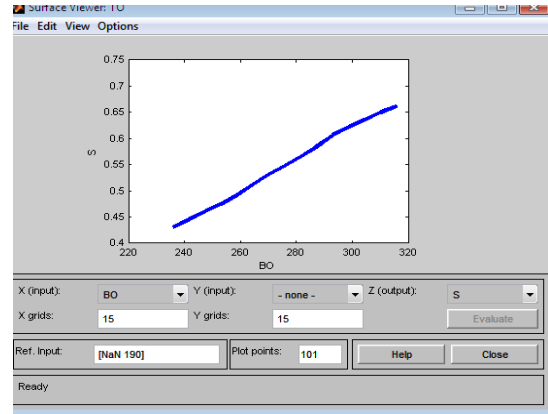 Surface Viewer: TO
File Edit View Options
0.75
0.7
0.65
0.6
0.55
0.5
0.45
0.4
S
220 240 260 280 300 320
BO
X (input): BO Y (input): - none - Z (output): S
X grids: 15 Y grids: 15 Evaluate
Ref. Input: [NaN 190] Plot points: 101 Help Close
Ready